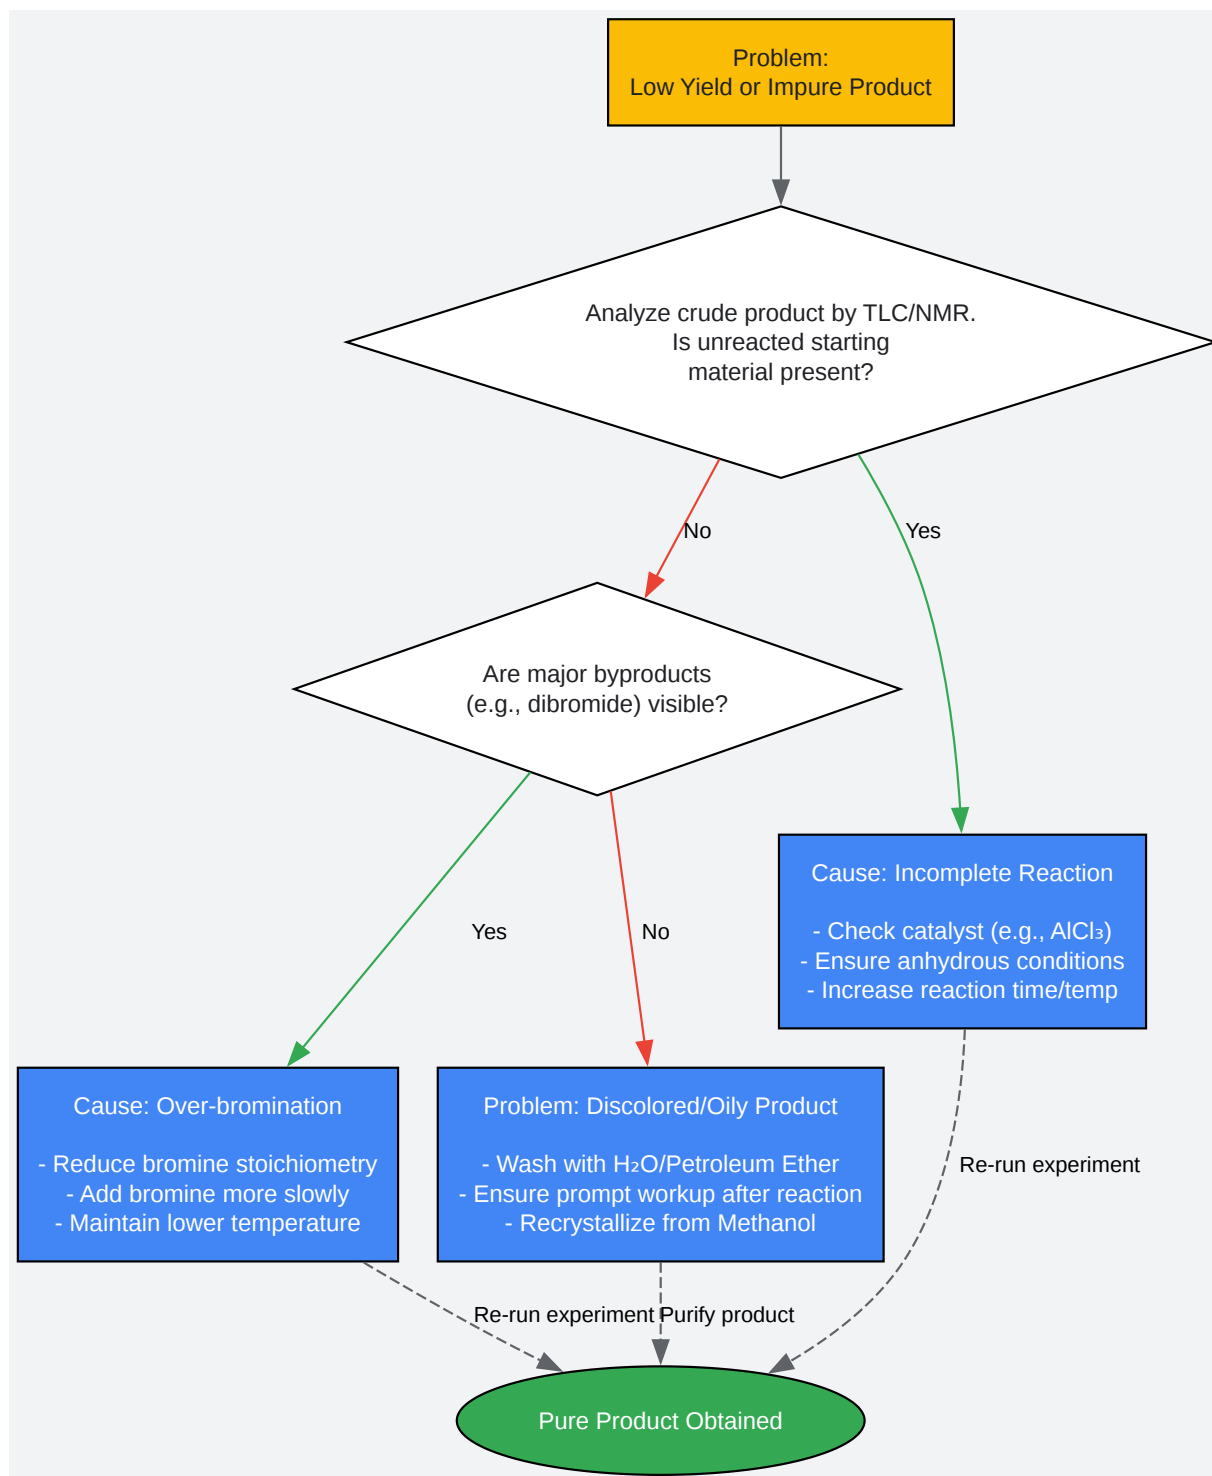 Problem:
Low Yield or Impure Product
Analyze crude product by TLC/NMR.
Is unreacted starting
material present?
No
Yes
Are major byproducts
(e.g., dibromide) visible?
Yes
No
Cause: Incomplete Reaction
- Check catalyst (e.g., AlCl₃)
- Ensure anhydrous conditions
- Increase reaction time/temp
Cause: Over-bromination
- Reduce bromine stoichiometry
- Add bromine more slowly
- Maintain lower temperature
Problem: Discolored/Oily Product
- Wash with H₂O/Petroleum Ether
- Ensure prompt workup after reaction
- Recrystallize from Methanol
Re-run experiment
Re-run experiment
Purify product
Pure Product Obtained